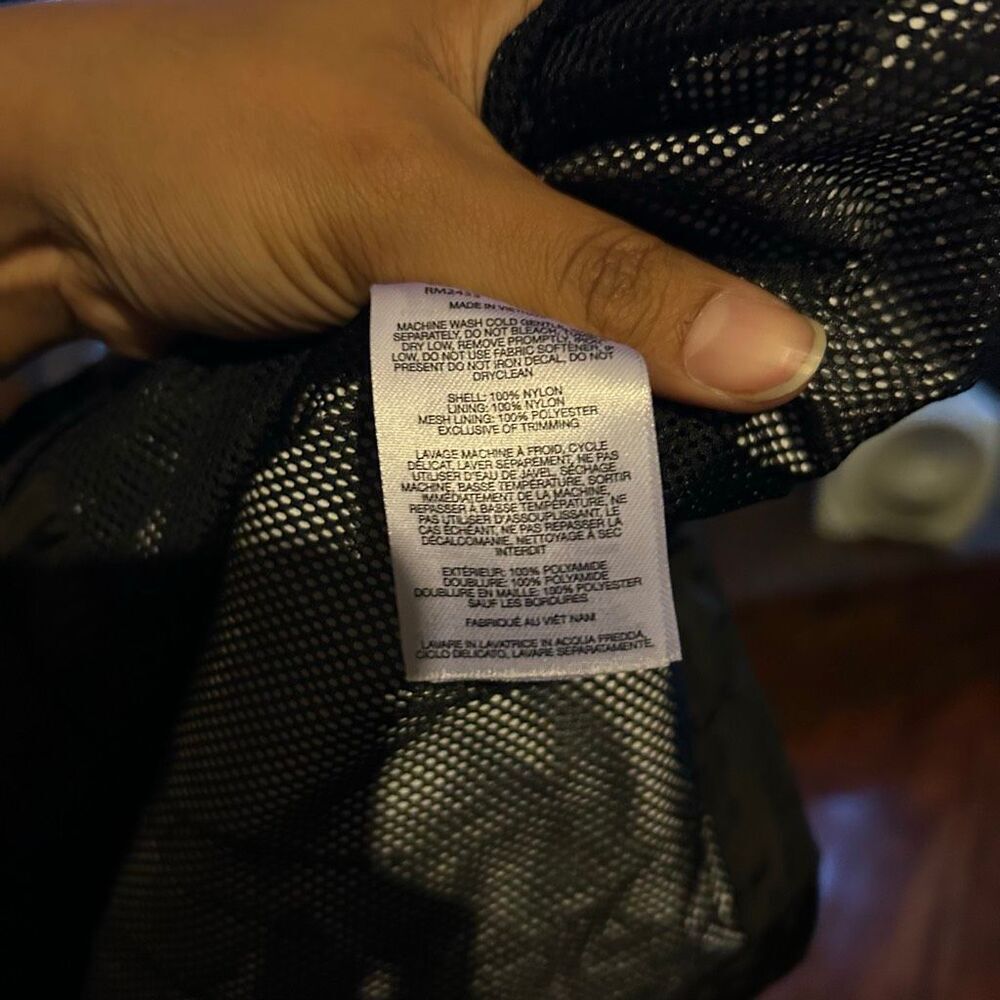 MADE IN
MACHINE WASH COLD
SEPARATELY, DO NOT BLEACH,
DRY LOW, REMOVE PROMPTLY,
LOW, DO NOT USE FABRIC SOFTENER, IF
PRESENT DO NOT IRON DECAL. DO NOT
DRYCLEAN
SHELL: 100% NYLON
LINING: 100% NYLON
MESH LINING: 100% POLYESTER
EXCLUSIVE OF TRIMMING
LAVAGE MACHINE À FROID, CYCLE
DÉLICAT, LAVER SÉPARÉMENT, NE PAS
UTILISER D'EAU DE JAVEL, SÉCHAGE
MACHINE, BASSE TEMPÉRATURE, SORTIR
IMMÉDIATEMENT DE LA MACHINE,
REPASSER À BASSE TEMPÉRATURE, NE
PAS UTILISER D'ASSOUPLISSANT, LE
CAS ÉCHÉANT, NE PAS REPASSER LA
DÉCALCOMANIE, NETTOYAGE À SEC
INTERDIT
EXTÉRIEUR: 100% POLYAMIDE
DOUBLURE: 100% POLYAMIDE
DOUBLURE EN MAILLE: 100% POLYESTER
SAUF LES BORDURES
FABRIQUÉ AU VIÊT NAM
LAVARE IN LAVATRICE IN ACQUA FREDDA,
CICLO DELICATO, LAVARE SEPARATAMENTE,